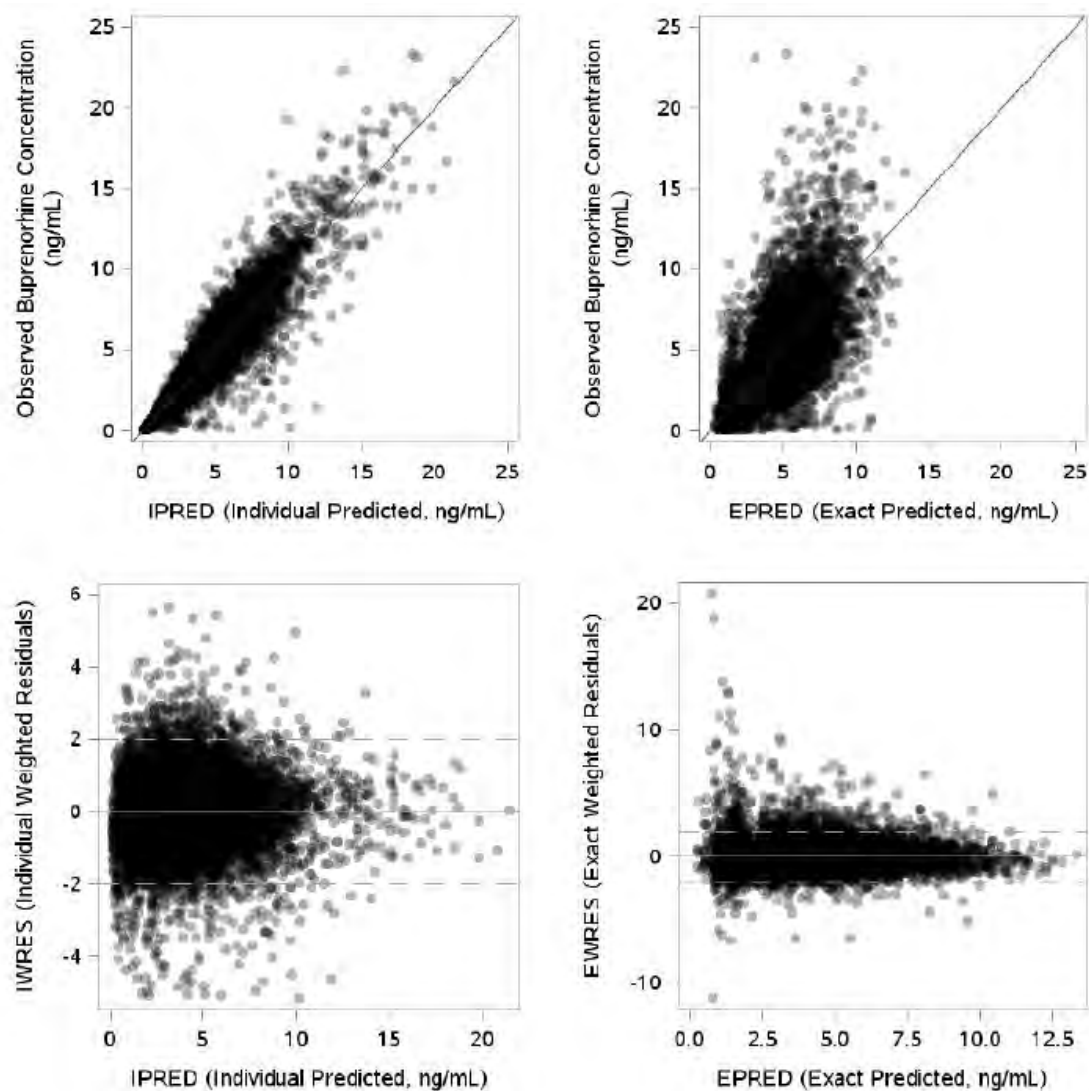 Observed Buprenorhine Concentration
(ng/mL)
25
20
15
10
5
0
0 5 10 15 20 25
IPRED (Individual Predicted, ng/mL)
Observed Buprenorhine Concentration
(ng/mL)
25
20
15
10
5
0
0 5 10 15 20 25
EPRED (Exact Predicted, ng/mL)
IWRES (Individual Weighted Residuals)
6
4
2
0
-2
-4
0 5 10 15 20
IPRED (Individual Predicted, ng/mL)
EWRES (Exact Weighted Residuals)
20
10
0
-10
0.0 2.5 5.0 7.5 10.0 12.5
EPRED (Exact Predicted, ng/mL)